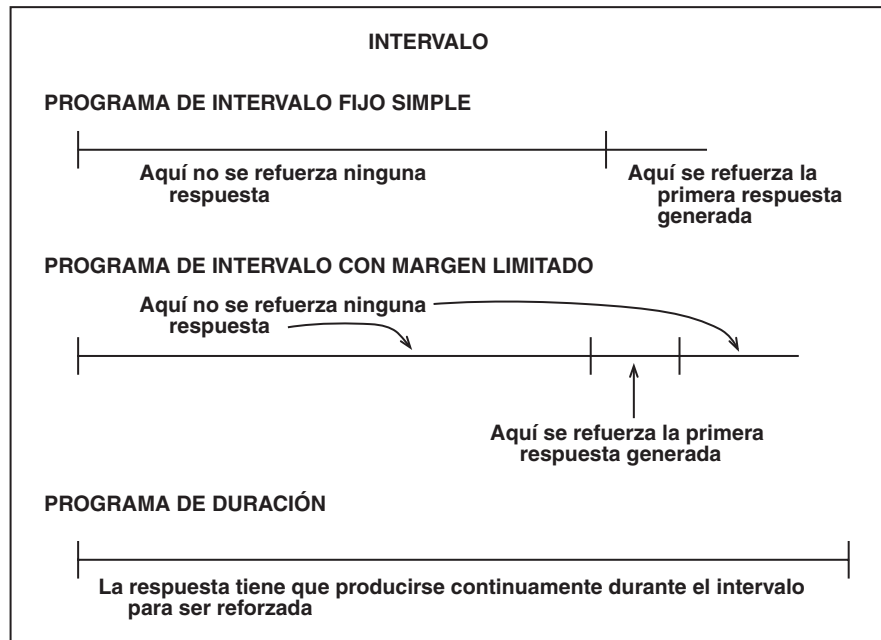 INTERVALO
PROGRAMA DE INTERVALO FIJO SIMPLE
Aquí no se refuerza ninguna
respuesta
Aquí se refuerza la
primera respuesta
generada
PROGRAMA DE INTERVALO CON MARGEN LIMITADO
Aquí no se refuerza ninguna
respuesta
Aquí se refuerza la primera
respuesta generada
PROGRAMA DE DURACIÓN
La respuesta tiene que producirse continuamente durante el intervalo
para ser reforzada